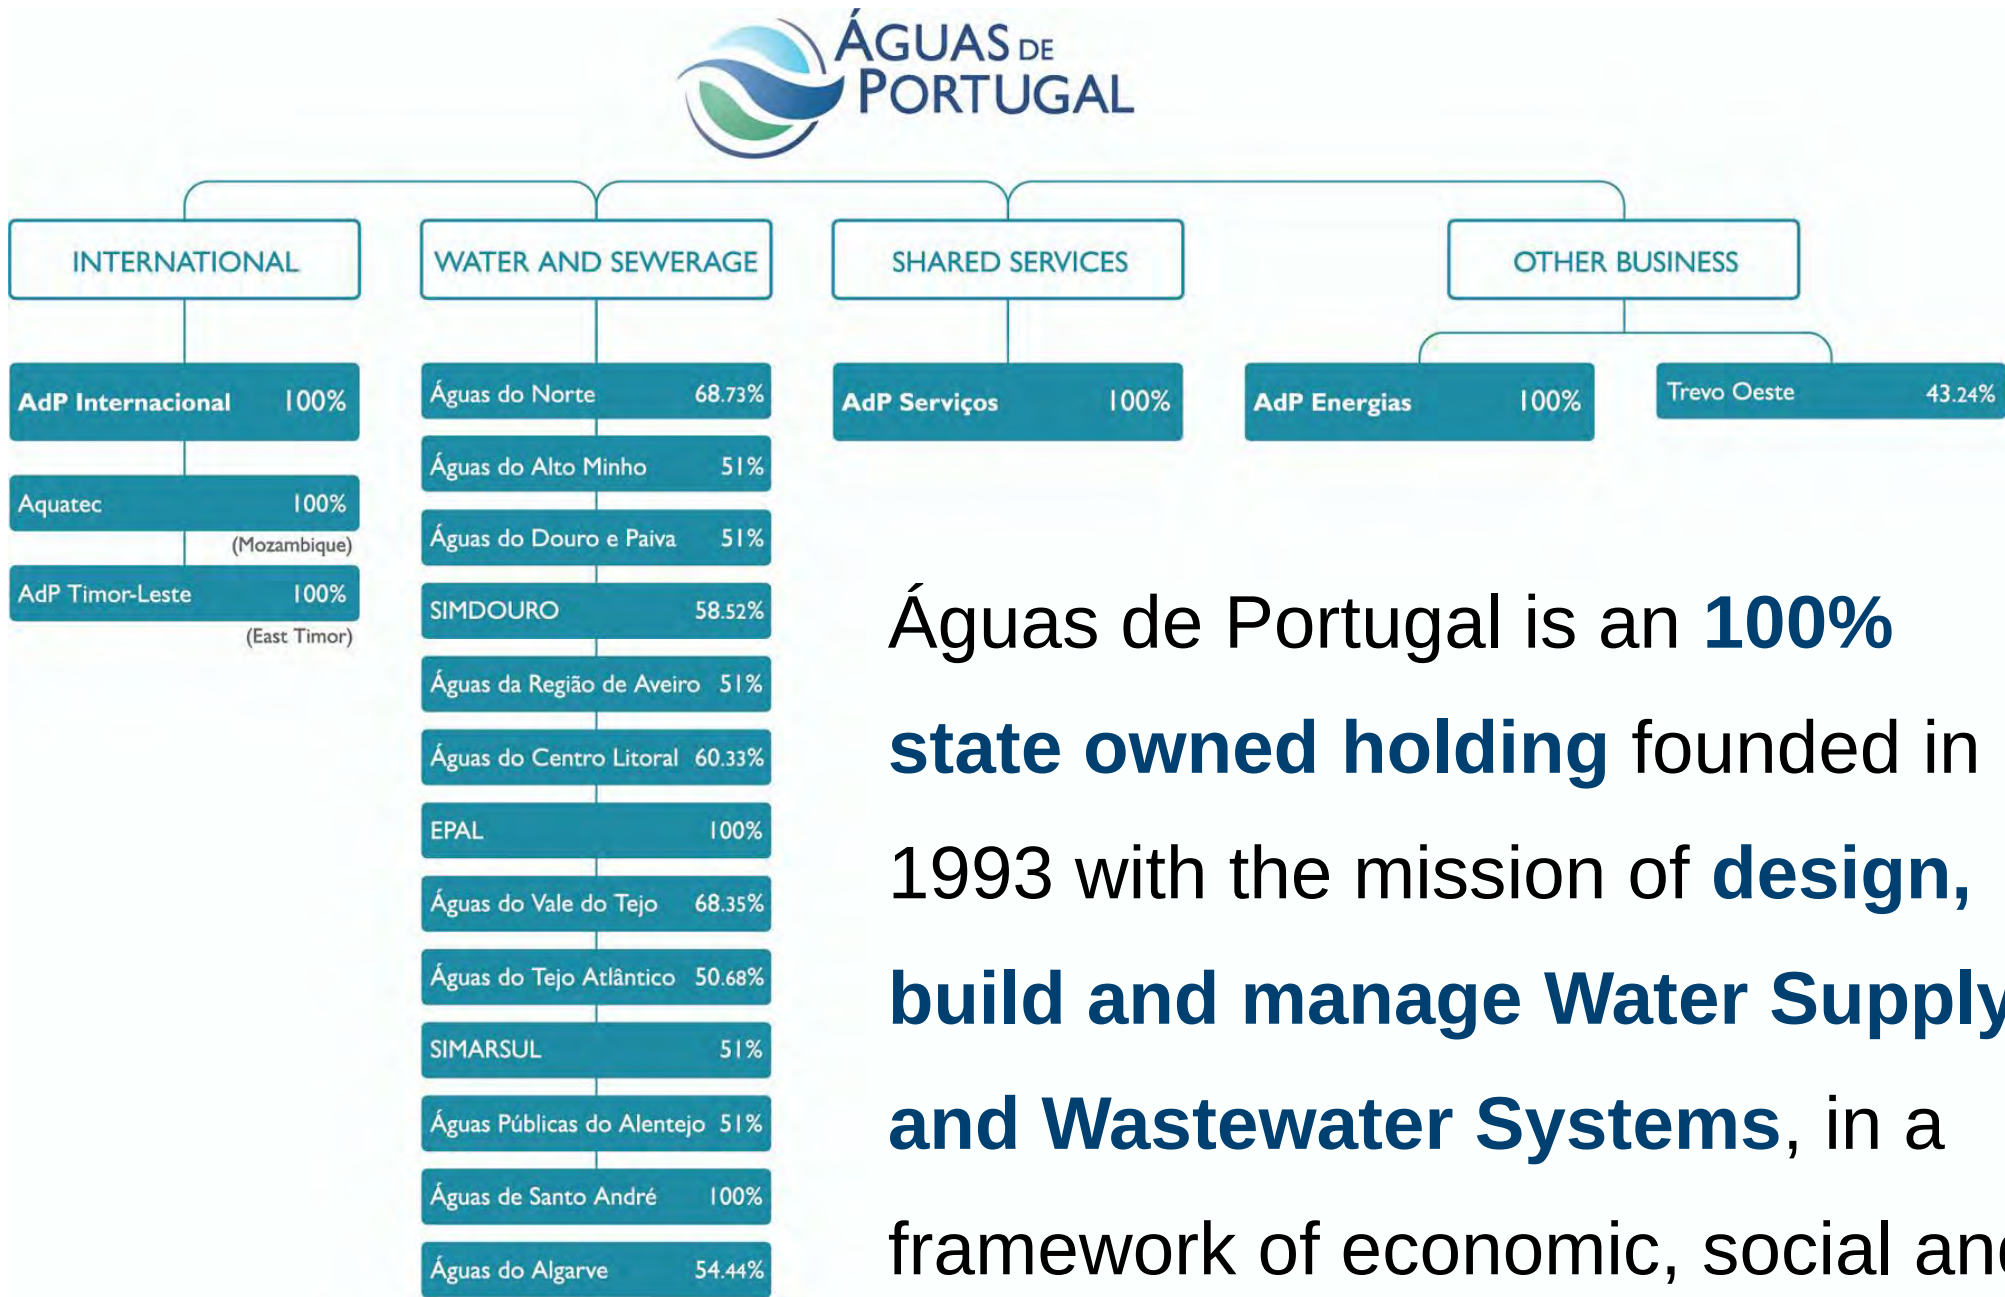 ÁGUAS DE
PORTUGAL
INTERNATIONAL
AdP Internacional 100%
Aquatec 100%
(Mozambique)
AdP Timor-Leste 100%
(East Timor)
WATER AND SEWERAGE
Águas do Norte 68.73%
Águas do Alto Minho 51%
Águas do Douro e Paiva 51%
SIMDOURO 58.52%
Águas da Região de Aveiro 51%
Águas do Centro Litoral 60.33%
EPAL 100%
Águas do Vale do Tejo 68.35%
Águas do Tejo Atlântico 50.68%
SIMARSUL 51%
Águas Públicas do Alentejo 51%
Águas de Santo André 100%
Águas do Algarve 54.44%
SHARED SERVICES
AdP Serviços 100%
OTHER BUSINESS
AdP Energias 100%
Trevo Oeste 43.24%
Águas de Portugal is an 100%
state owned holding founded in
1993 with the mission of design,
build and manage Water Supply
and Wastewater Systems, in a
framework of economic, social and